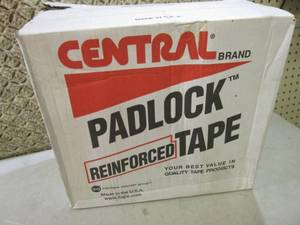 CENTRAL® BRAND
PADLOCK™
REINFORCED TAPE
YOUR BEST VALUE IN
QUALITY TAPE PRODUCTS
Made in the U.S.A.